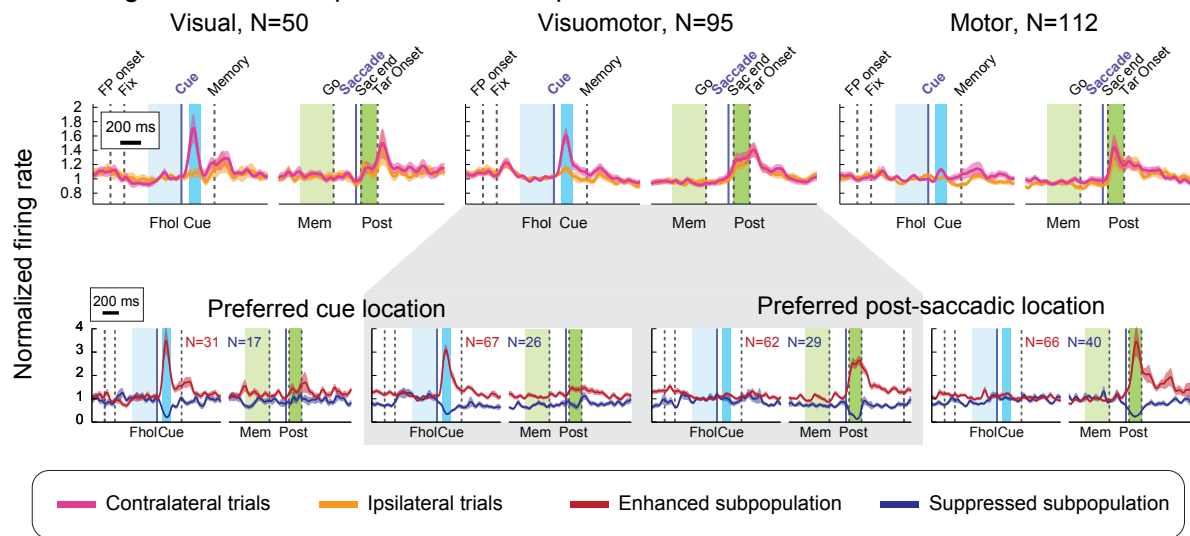 Visual, N=50
Visuomotor, N=95
Motor, N=112
FP onset
Fix
Cue
Memory
Go
Saccade
Sac end
Tar Onset
FP onset
Fix
Cue
Memory
Go
Saccade
Sac end
Tar Onset
FP onset
Fix
Cue
Memory
Go
Saccade
Sac end
Tar Onset
Normalized firing rate
2
1.8
1.6
1.4
1.2
1
0.8
200 ms
Fhol Cue
Mem
Post
Fhol Cue
Mem
Post
Fhol Cue
Mem
Post
200 ms
Preferred cue location
Preferred post-saccadic location
4
3
2
1
0
N=31 N=17
N=67 N=26
N=62 N=29
N=66 N=40
FholCue
Mem Post
FholCue
Mem Post
FholCue
Mem Post
FholCue
Mem Post
Contralateral trials
Ipsilateral trials
Enhanced subpopulation
Suppressed subpopulation